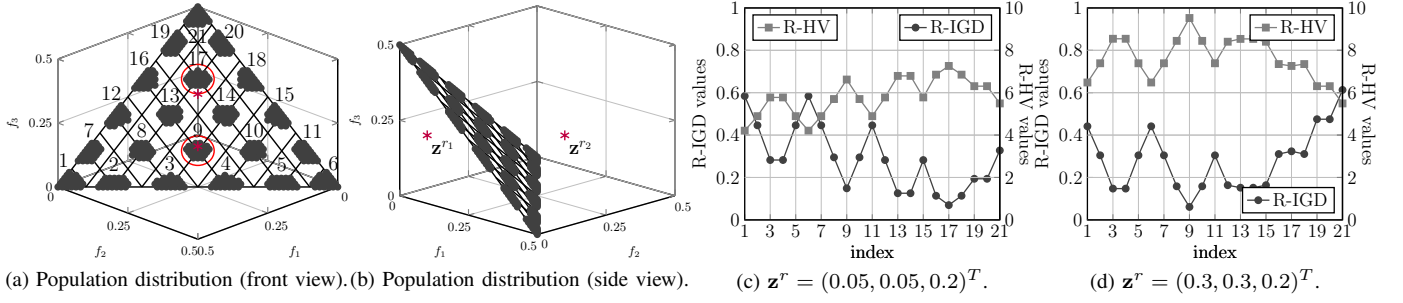 0.5
0.25
0
f₃
0
0.25
f₂
0.5
0.5
0.25
f₁
0
19
21
20
16
17
18
12
13
14
15
7
8
9
10
11
1
2
3
4
5
6
0.5
0.25
f₃
0
0
0.25
f₁
0.5
0
0.25
f₂
0.5
z^{r₁}
z^{r₂}
R-HV
R-IGD
R-IGD values
1
0.8
0.6
0.4
0.2
0
10
8
6
4
2
0
R-HV values
1 3 5 7 9 11 13 15 17 19 21
index
R-HV
R-IGD
R-IGD values
1
0.8
0.6
0.4
0.2
0
10
8
6
4
2
0
R-HV values
1 3 5 7 9 11 13 15 17 19 21
index
(a) Population distribution (front view).
(b) Population distribution (side view).
(c) z^r = (0.05, 0.05, 0.2)^T.
(d) z^r = (0.3, 0.3, 0.2)^T.